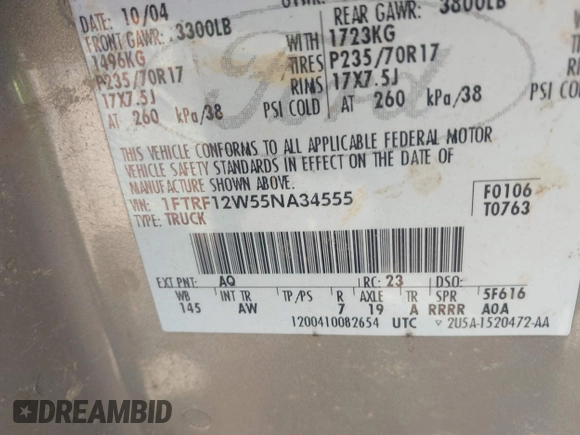 DATE: 10/04
FRONT GAWR: 3300LB
1496KG
P235/70R17
17X7.5J
AT 260 kPa/38
REAR GAWR: 3800LB
WITH 1723KG
TIRES P235/70R17
RIMS 17X7.5J
PSI COLD AT 260 kPa/38
PSI COLD
Ford
THIS VEHICLE CONFORMS TO ALL APPLICABLE FEDERAL MOTOR
VEHICLE SAFETY STANDARDS IN EFFECT ON THE DATE OF
MANUFACTURE SHOWN ABOVE.
VIN: 1FTRF12W55NA34555
TYPE: TRUCK
F0106
T0763
EXT PNT: AQ RC: 23 DSO:
WB INT TR TP/PS R AXLE TR SPR 5F616
145 AW 7 19 A RRRR A0A
1200410082654 UTC 2U5A-1520472-AA
DREAMBID